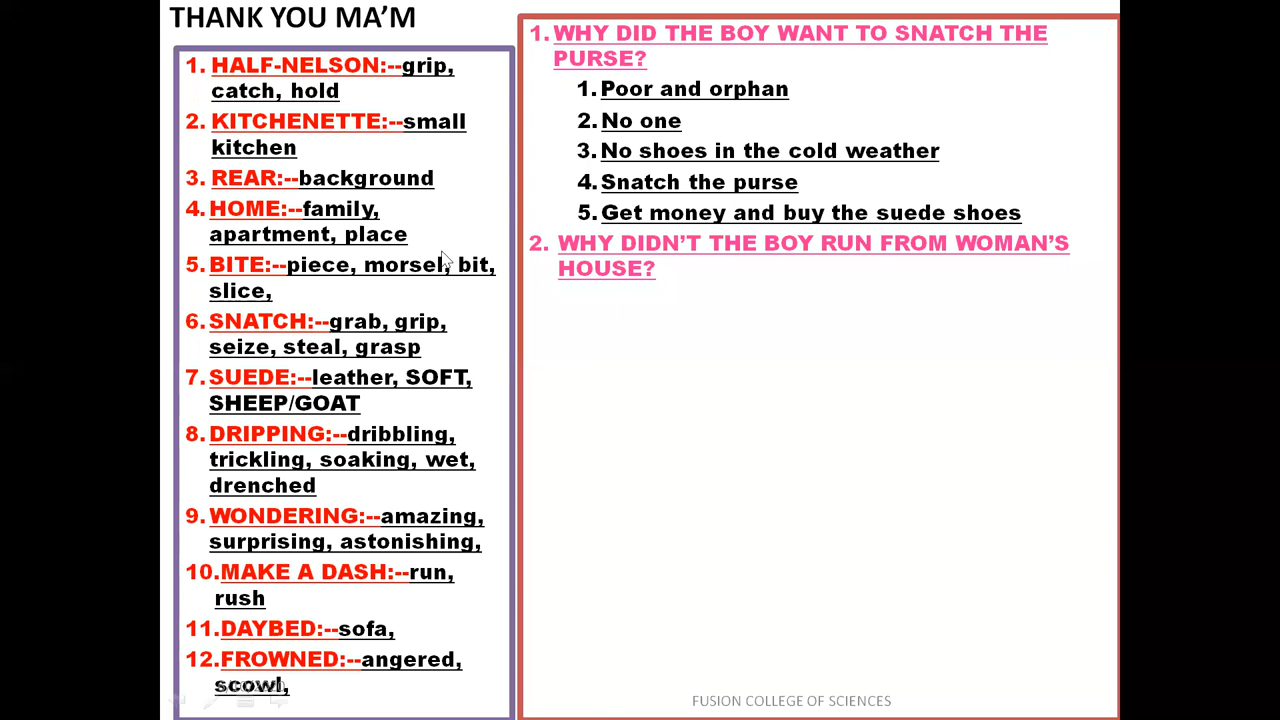 THANK YOU MA’M
1. HALF-NELSON:--grip,
catch, hold
2. KITCHENETTE:--small
kitchen
3. REAR:--background
4. HOME:--family,
apartment, place
5. BITE:--piece, morsel, bit,
slice,
6. SNATCH:--grab, grip,
seize, steal, grasp
7. SUEDE:--leather, SOFT,
SHEEP/GOAT
8. DRIPPING:--dribbling,
trickling, soaking, wet,
drenched
9. WONDERING:--amazing,
surprising, astonishing,
10. MAKE A DASH:--run,
rush
11. DAYBED:--sofa,
12. FROWNED:--angered,
scowl,
1. WHY DID THE BOY WANT TO SNATCH THE
PURSE?
1. Poor and orphan
2. No one
3. No shoes in the cold weather
4. Snatch the purse
5. Get money and buy the suede shoes
2. WHY DIDN’T THE BOY RUN FROM WOMAN’S
HOUSE?
FUSION COLLEGE OF SCIENCES